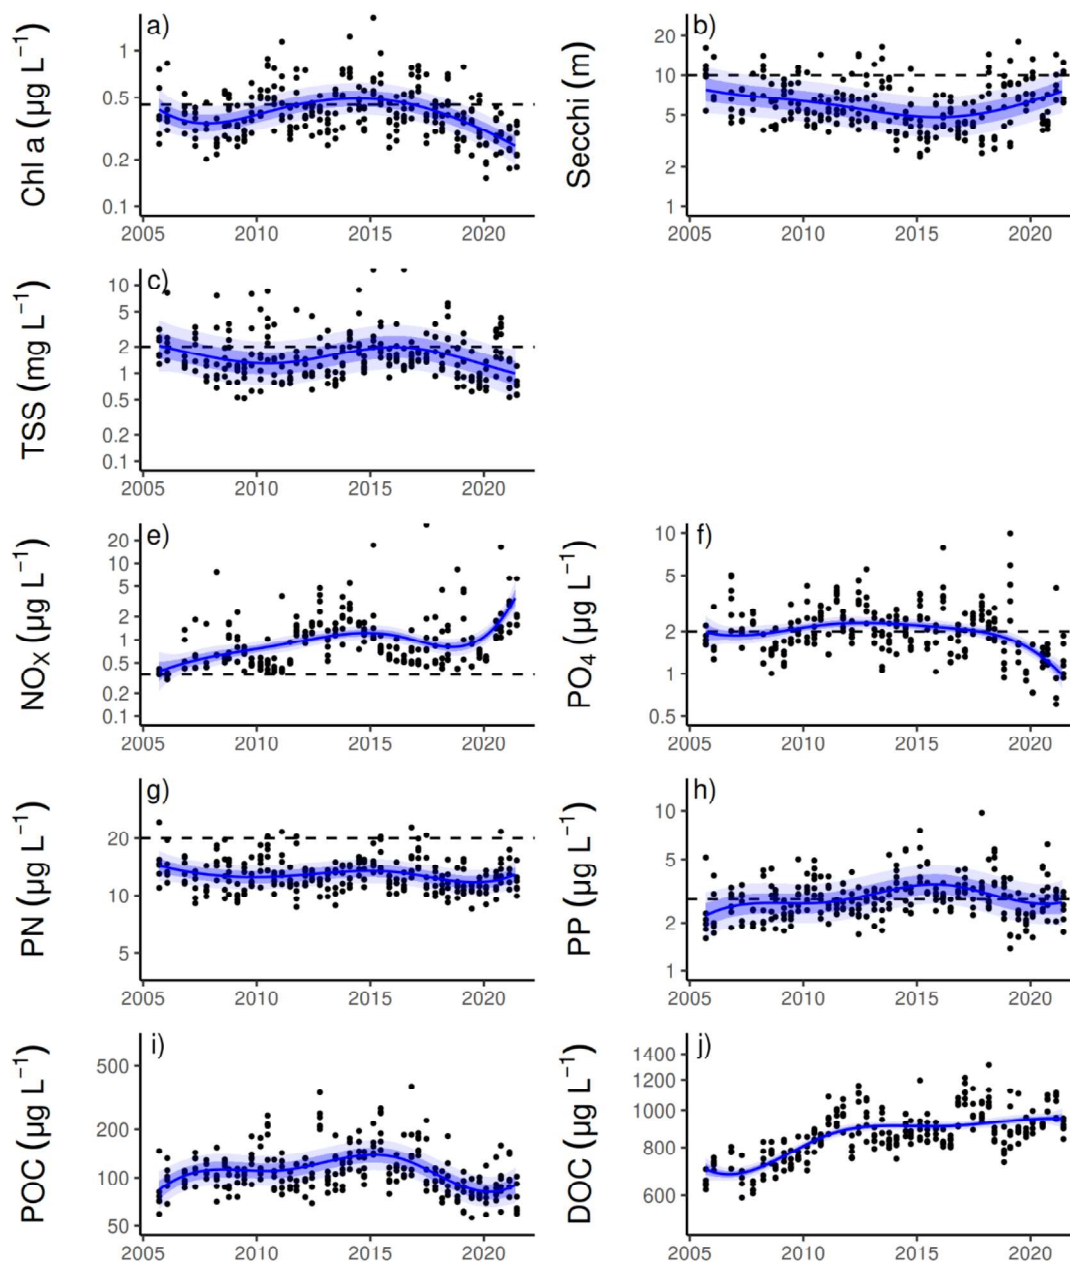 a)
Chl a (µg L⁻¹)
1
0.5
0.2
0.1
2005 2010 2015 2020
b)
Secchi (m)
20
10
5
2
1
2005 2010 2015 2020
c)
TSS (mg L⁻¹)
10
5
2
1
0.5
0.2
0.1
2005 2010 2015 2020
e)
NOX (µg L⁻¹)
20
10
5
2
1
0.5
0.2
0.1
2005 2010 2015 2020
f)
PO4 (µg L⁻¹)
10
5
2
1
0.5
2005 2010 2015 2020
g)
PN (µg L⁻¹)
20
10
5
2005 2010 2015 2020
h)
PP (µg L⁻¹)
10
5
2
1
2005 2010 2015 2020
i)
POC (µg L⁻¹)
500
200
100
50
2005 2010 2015 2020
j)
DOC (µg L⁻¹)
1400
1200
1000
800
600
2005 2010 2015 2020